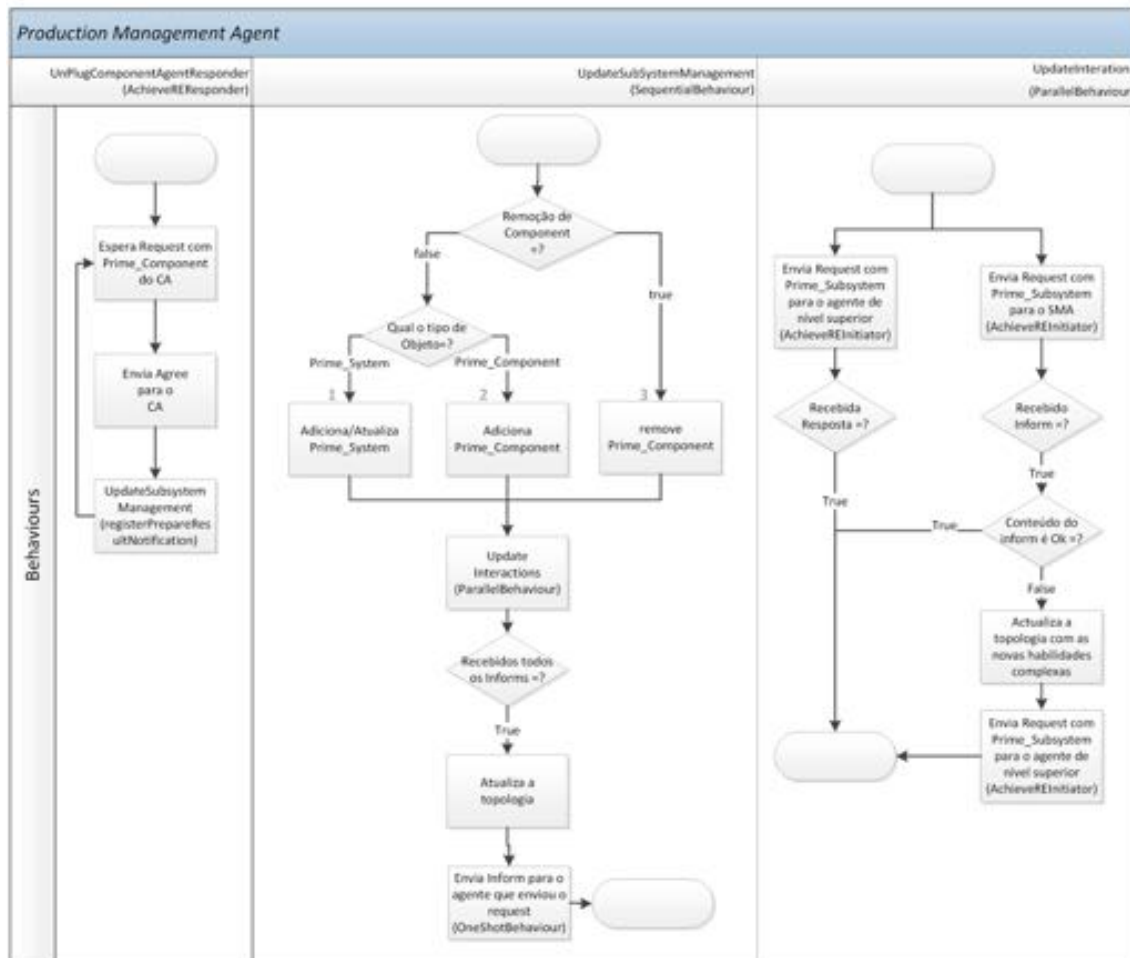 Production Management Agent
UnPlugComponentAgentResponder
(AchieveREResponder)
UpdateSubSystemManagement
(SequentialBehaviour)
UpdateInteration
(ParallelBehaviour
Behaviours
Espera Request com
Prime_Component
do CA
Envia Agree
para o
CA
UpdateSubsystem
Management
(registerPrepareRes
ultNotification)
Remoção de
Component
=?
false
true
Qual o tipo de
Objeto=?
Prime_System
Prime_Component
1
2
3
Adiciona/Atualiza
Prime_System
Adiciona
Prime_Component
remove
Prime_Component
Update
Interactions
(ParallelBehaviour)
Recebidos todos
os Informs =?
True
Atualiza a
topologia
Envia Inform para o
agente que enviou o
request
(OneShotBehaviour)
Envia Request com
Prime_Subsystem
para o agente de
nível superior
(AchieveREInitiator)
Envia Request com
Prime_Subsystem
para o SMA
(AchieveREInitiator)
Recebida
Resposta =?
Recebido
Inform =?
True
True
True
Conteúdo do
inform é Ok =?
False
Actualiza a
topologia com as
novas habilidades
complexas
Envia Request com
Prime_Subsystem
para o agente de
nível superior
(AchieveREInitiator)